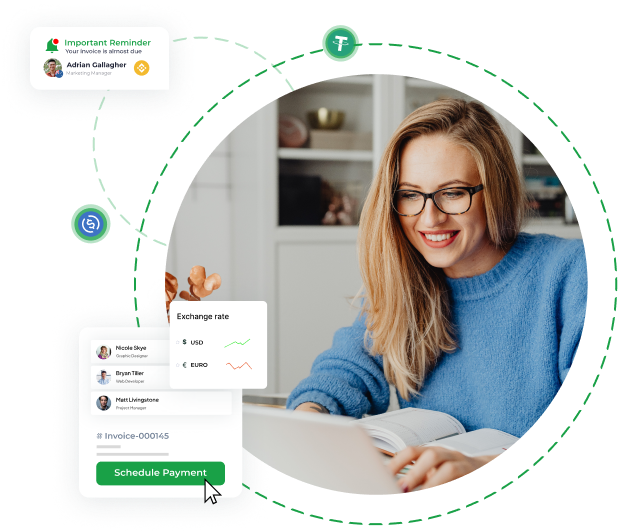 Important Reminder
Your Invoice is almost due
Adrian Gallagher
Marketing Manager
Exchange rate
$ USD
€ EURO
Nicole Skye
Graphic Designer
Bryan Tiller
Web Developer
Matt Livingstone
Project Manager
# Invoice-000145
Schedule Payment